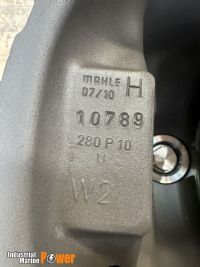 MAHLE H
07/10
10789
280 P 10
W2
Industrial
Marine Power